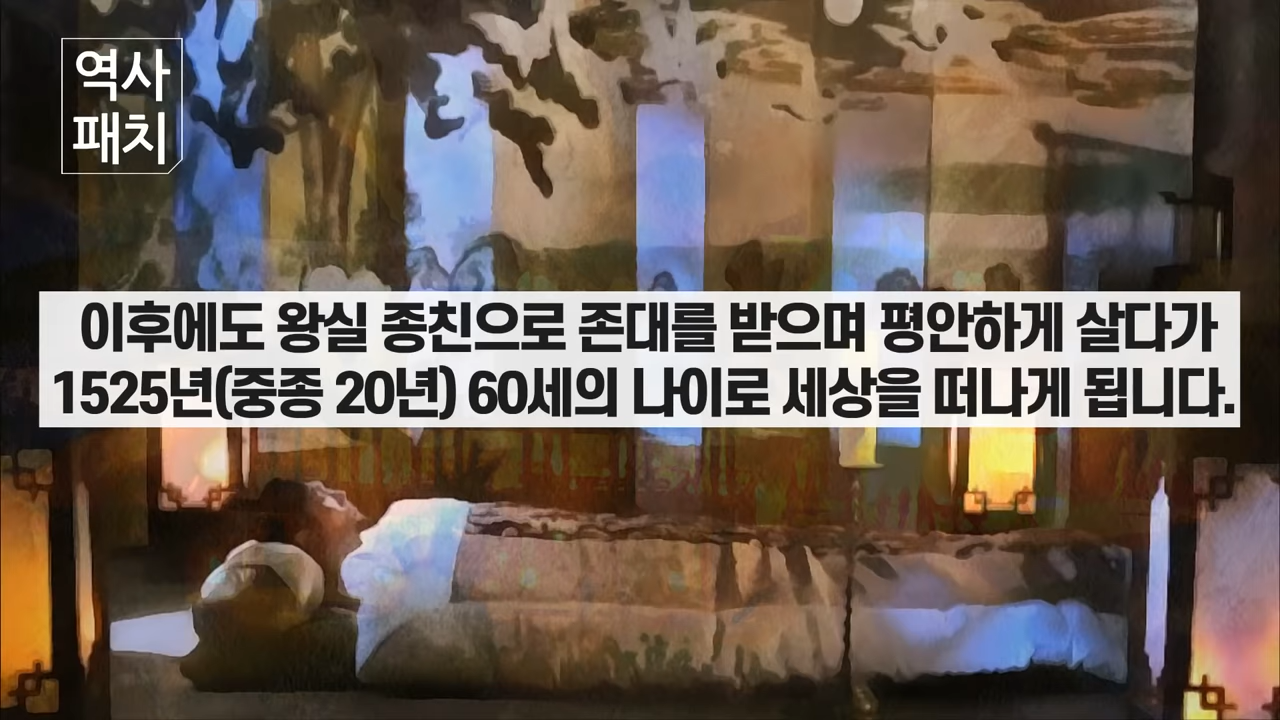 역사
패치
이후에도 왕실 종친으로 존대를 받으며 평안하게 살다가
1525년(중종 20년) 60세의 나이로 세상을 떠나게 됩니다.